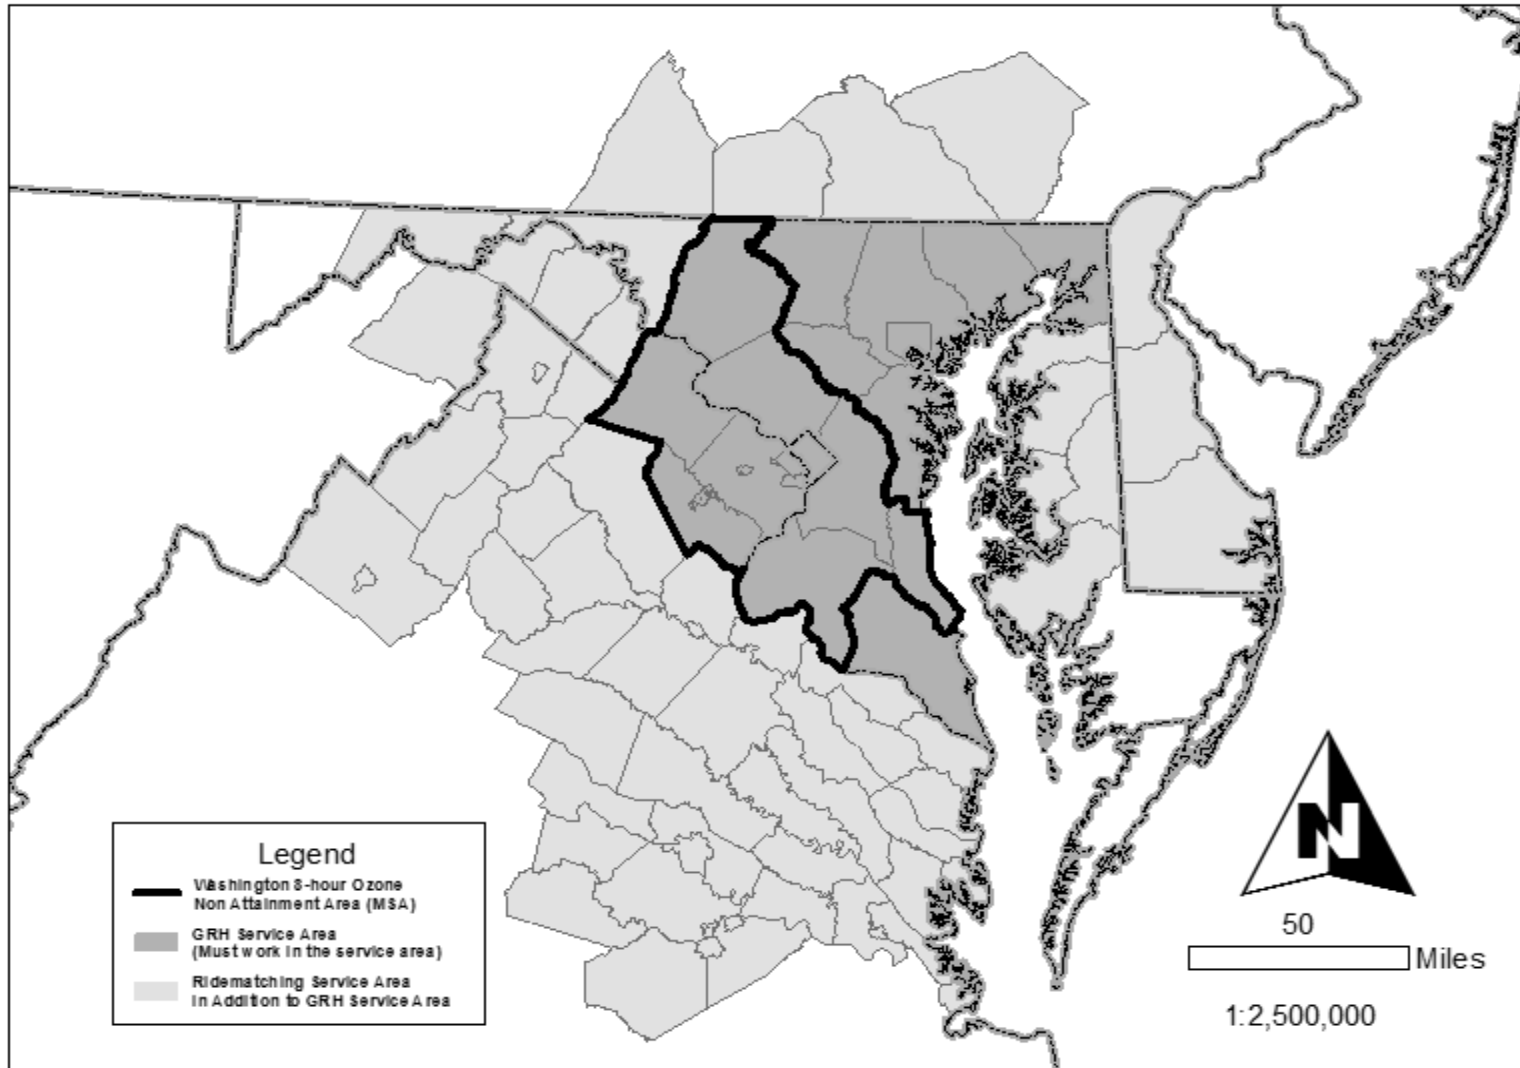 Legend
Washington 8-hour Ozone
Non Attainment Area (MSA)
GRH Service Area
(Must work in the service area)
Ridematching Service Area
in Addition to GRH Service Area
N
50
Miles
1:2,500,000